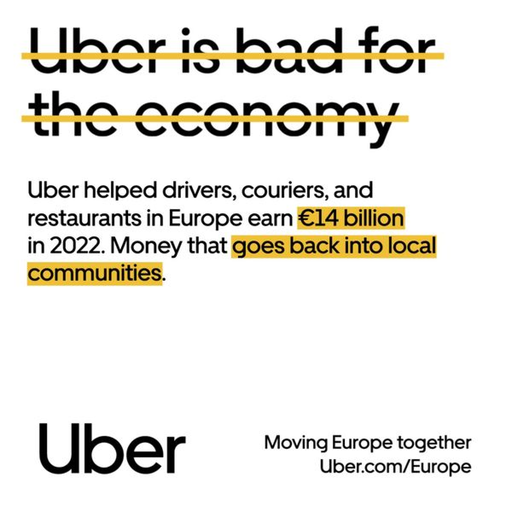 Uber is bad for
the economy
Uber helped drivers, couriers, and
restaurants in Europe earn €14 billion
in 2022. Money that goes back into local
communities.
Uber
Moving Europe together
Uber.com/Europe